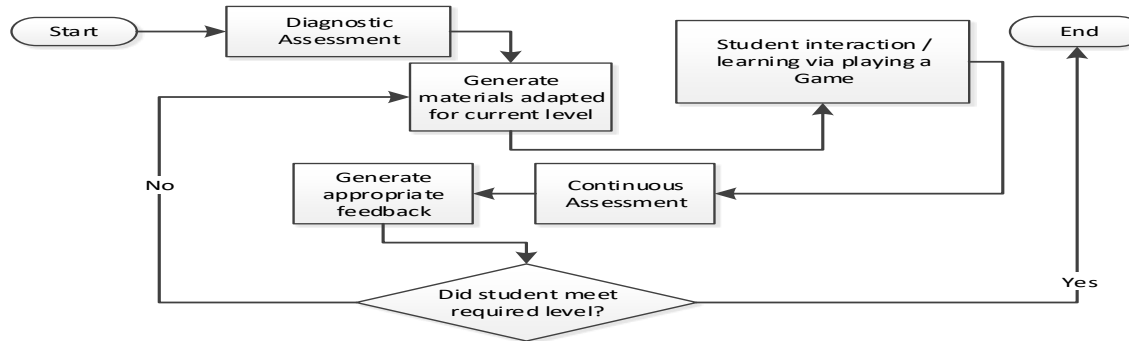 Start
Diagnostic
Assessment
Generate
materials adapted
for current level
Student interaction /
learning via playing a
Game
End
Continuous
Assessment
Generate
appropriate
feedback
Did student meet
required level?
No
Yes